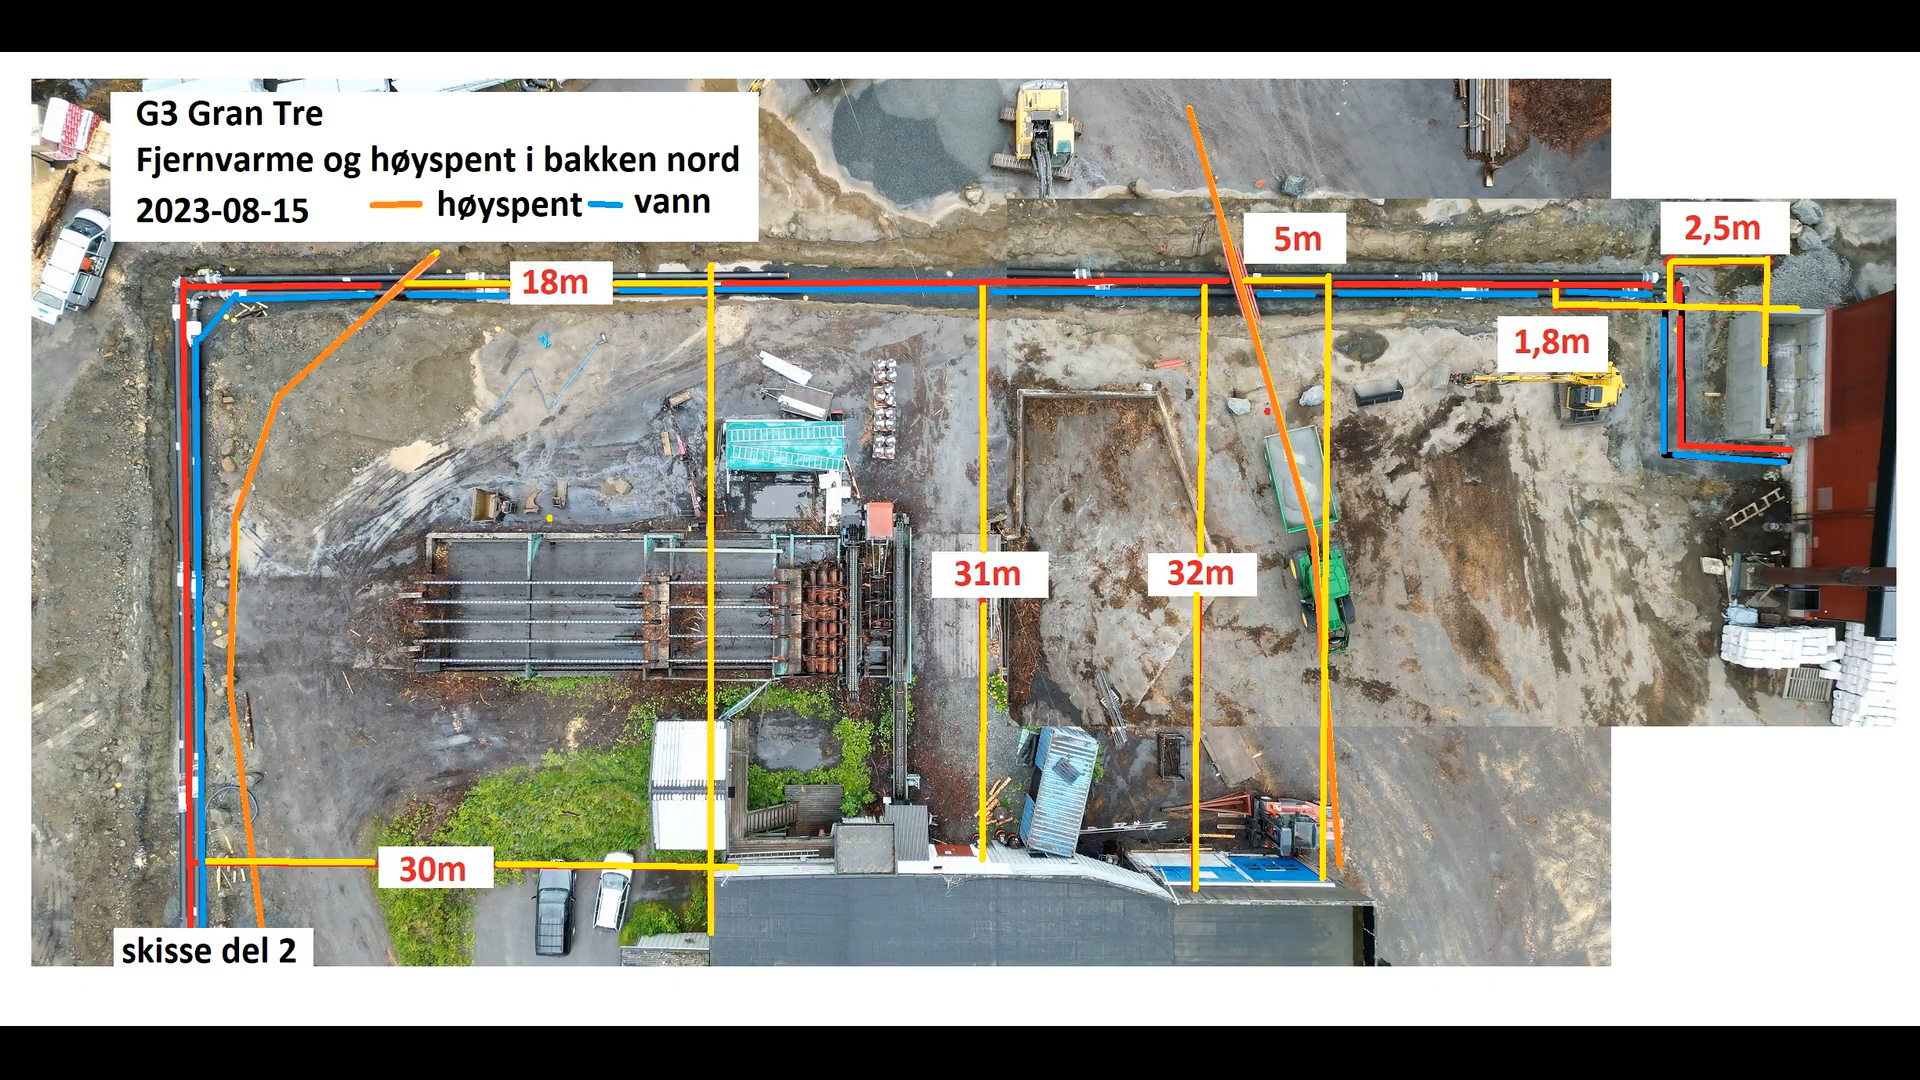 G3 Gran Tre
Fjernvarme og høyspent i bakken nord
2023-08-15 høyspent vann
2,5m
5m
18m
1,8m
31m
32m
30m
skisse del 2